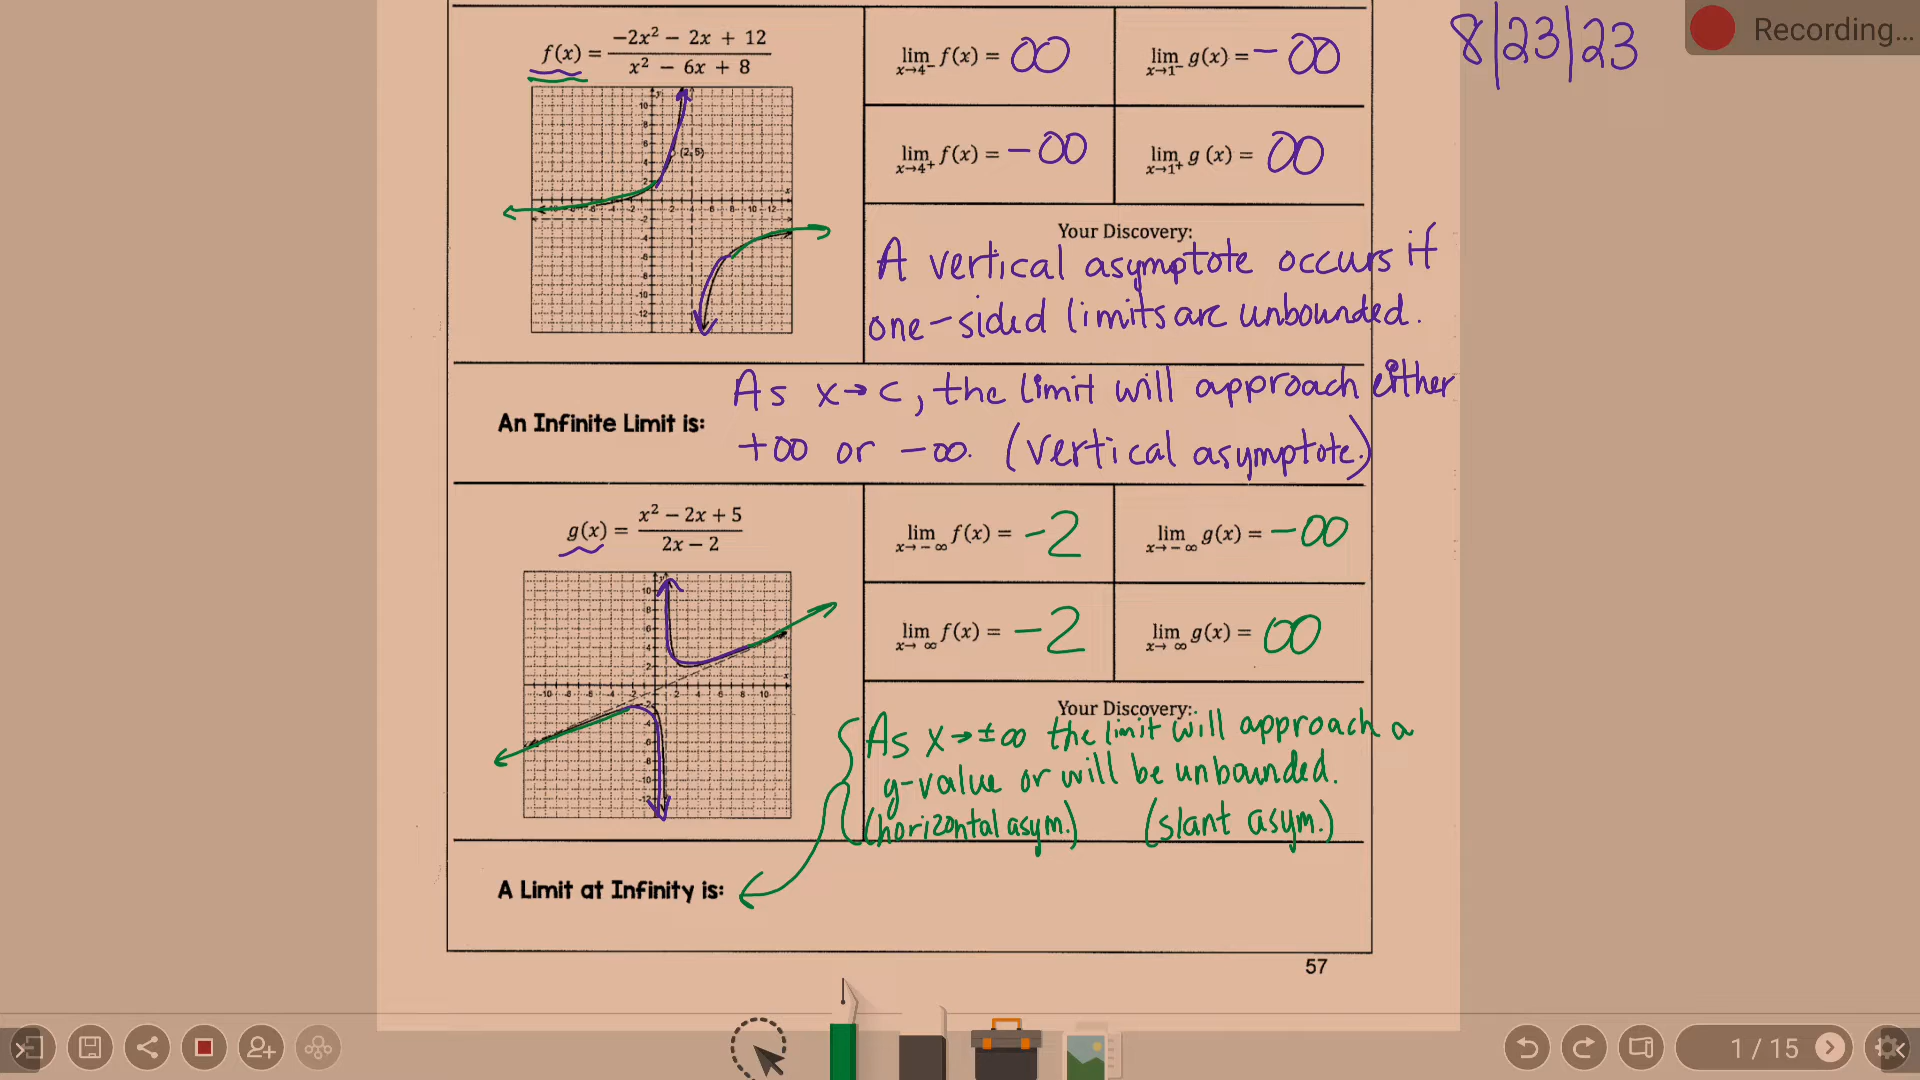 8|23|23
Recording...
f(x) = (-2x² - 2x + 12)/(x² - 6x + 8)
lim x→4⁻ f(x) = ∞
lim x→1⁻ g(x) = -∞
lim x→4⁺ f(x) = -∞
lim x→1⁺ g (x) = ∞
(2, 5)
Your Discovery:
A vertical asymptote occurs if
one-sided limits are unbounded.
An Infinite Limit is:
As x→c, the limit will approach either
+∞ or -∞. (vertical asymptote.)
g(x) = (x² - 2x + 5)/(2x - 2)
lim x→-∞ f(x) = -2
lim x→-∞ g(x) = -∞
lim x→∞ f(x) = -2
lim x→∞ g(x) = ∞
Your Discovery:
As x→±∞ the limit will approach a
y-value or will be unbounded.
(horizontal asym.) (slant asym.)
A Limit at Infinity is:
57
1 / 15